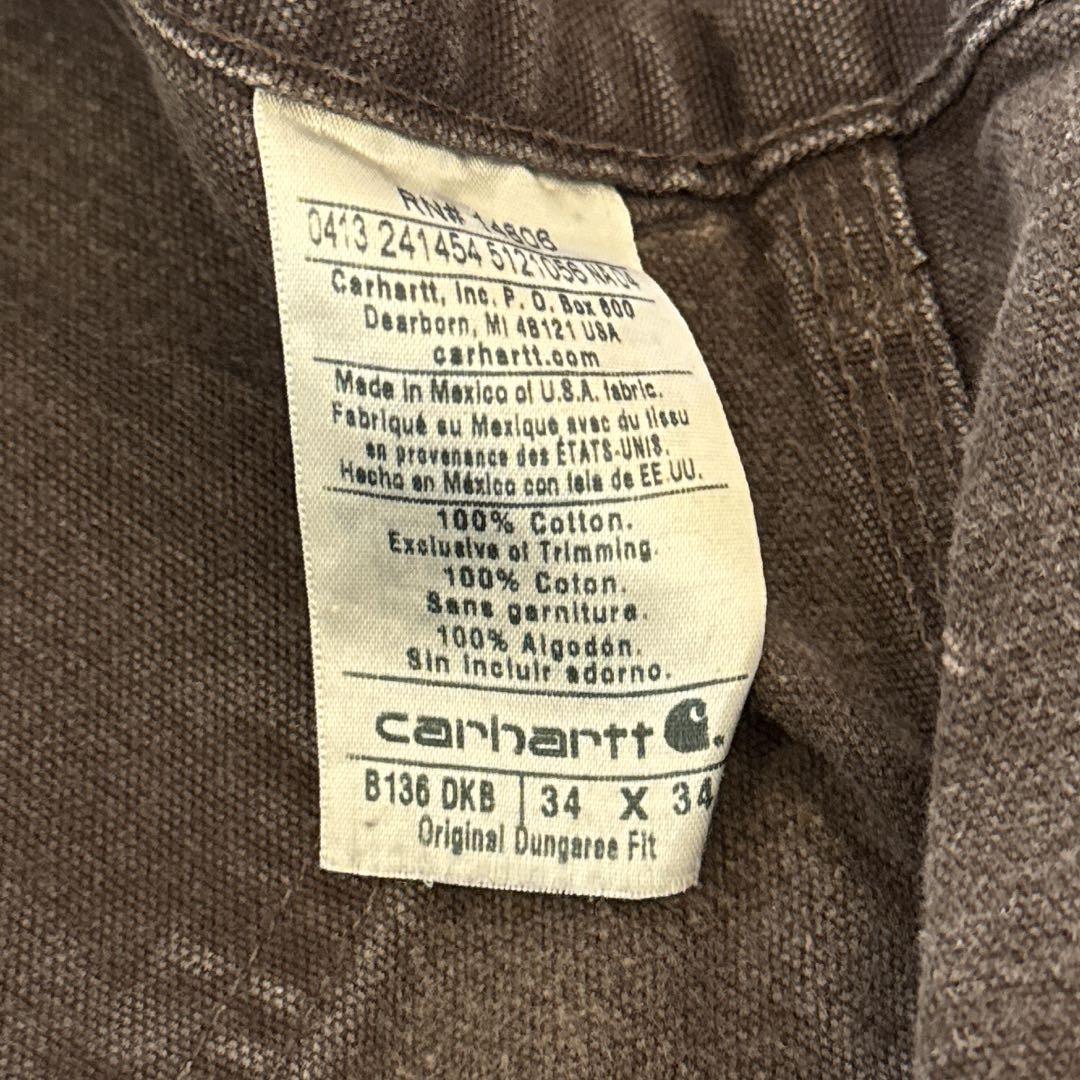 RN# 14806
0413 241454 5121056 NA 04
Carhartt, Inc. P. O. Box 600
Dearborn, MI 48121 USA
carhartt.com
Made in Mexico of U.S.A. fabric.
Fabriqué au Mexique avec du tissu
en provenance des ÉTATS-UNIS.
Hecho en México con tela de EE.UU.
100% Cotton.
Exclusive of Trimming.
100% Coton.
Sans garniture.
100% Algodón.
Sin incluir adorno.
carhartt
B136 DKB 34 X 34
Original Dungaree Fit